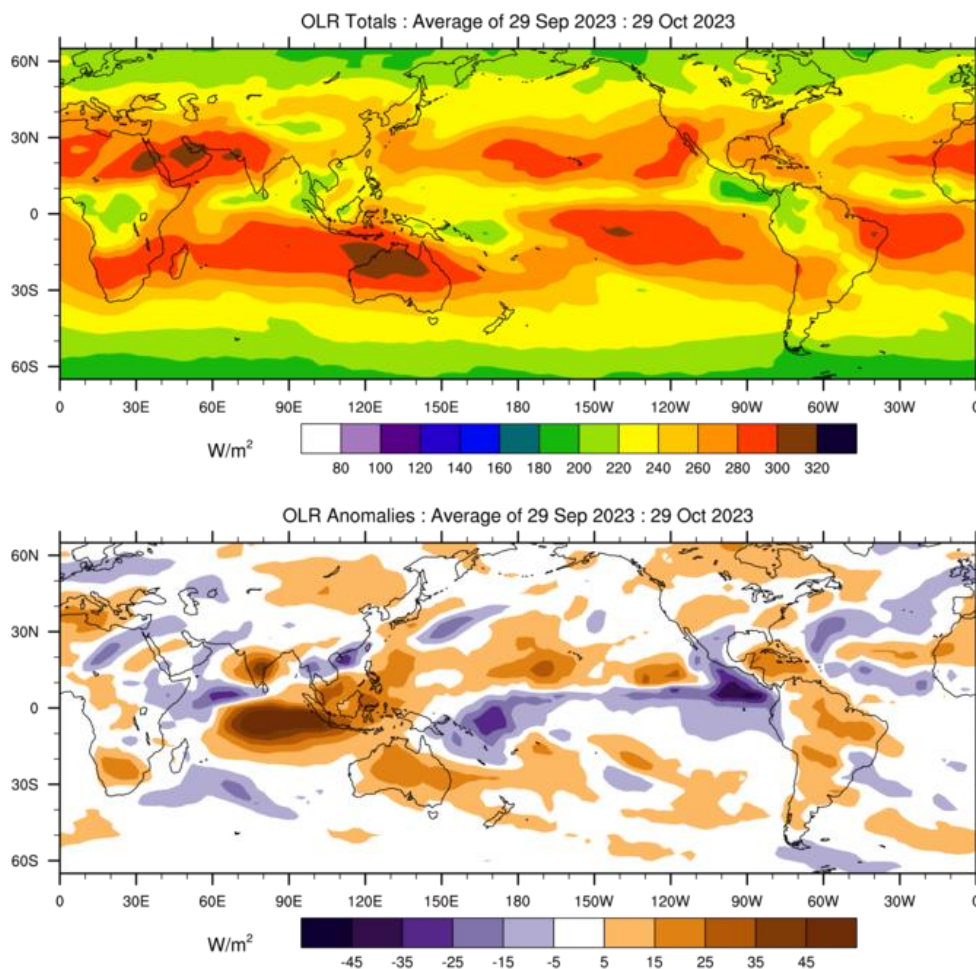 OLR Totals : Average of 29 Sep 2023 : 29 Oct 2023
60N
30N
0
30S
60S
0 30E 60E 90E 120E 150E 180 150W 120W 90W 60W 30W 0
W/m²
80 100 120 140 160 180 200 220 240 260 280 300 320
OLR Anomalies : Average of 29 Sep 2023 : 29 Oct 2023
60N
30N
0
30S
60S
0 30E 60E 90E 120E 150E 180 150W 120W 90W 60W 30W 0
W/m²
-45 -35 -25 -15 -5 5 15 25 35 45